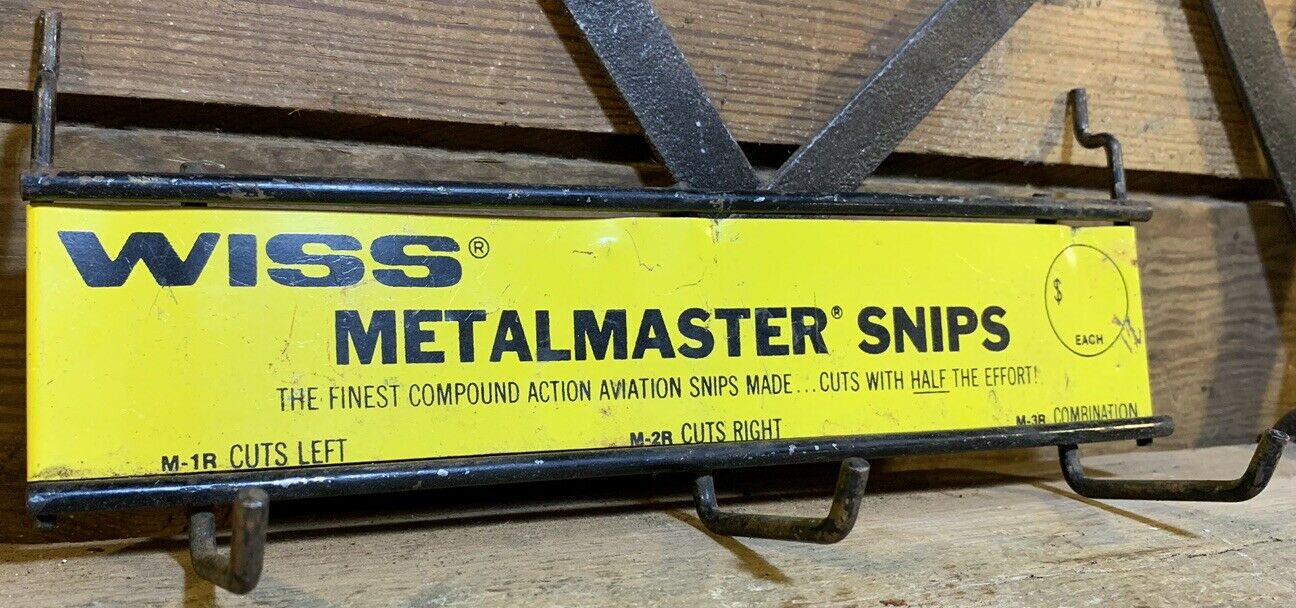 WISS®
METALMASTER® SNIPS
$
EACH
THE FINEST COMPOUND ACTION AVIATION SNIPS MADE...CUTS WITH HALF THE EFFORT!
M-1R CUTS LEFT
M-2R CUTS RIGHT
M-3R COMBINATION